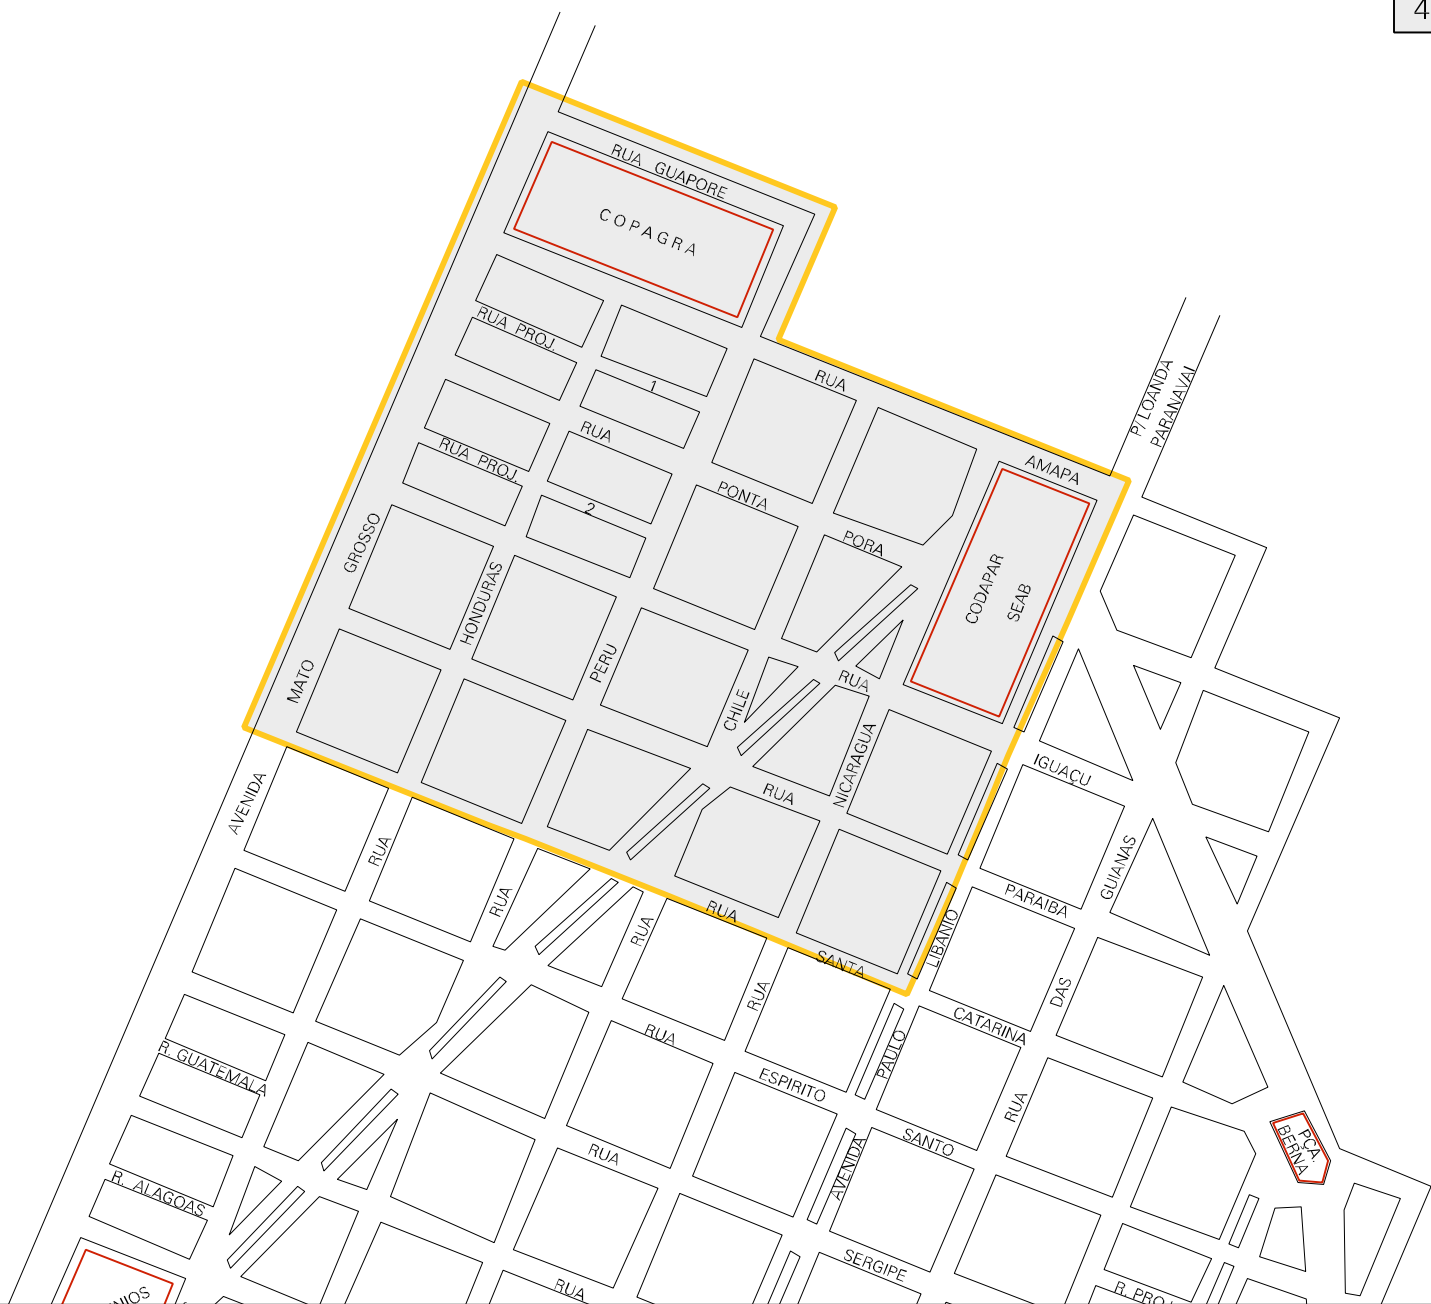 4
RUA GUAPORE
COPAGRA
RUA PROJ.
1
RUA
P/ LOANDA
PARANAVAI
RUA
AMAPA
RUA PROJ.
2
PONTA
PORA
GROSSO
HONDURAS
CODAPAR
SEAB
MATO
PERU
CHILE
RUA
NICARAGUA
IGUAÇU
AVENIDA
RUA
RUA
GUIANAS
RUA
PARAIBA
RUA
RUA
SANTA
LIBANIO
RUA
DAS
CATARINA
RUA
PAULO
R. GUATEMALA
ESPIRITO
RUA
SANTO
PÇA.
BERNA
RUA
AVENIDA
R. ALAGOAS
SERGIPE
RUA